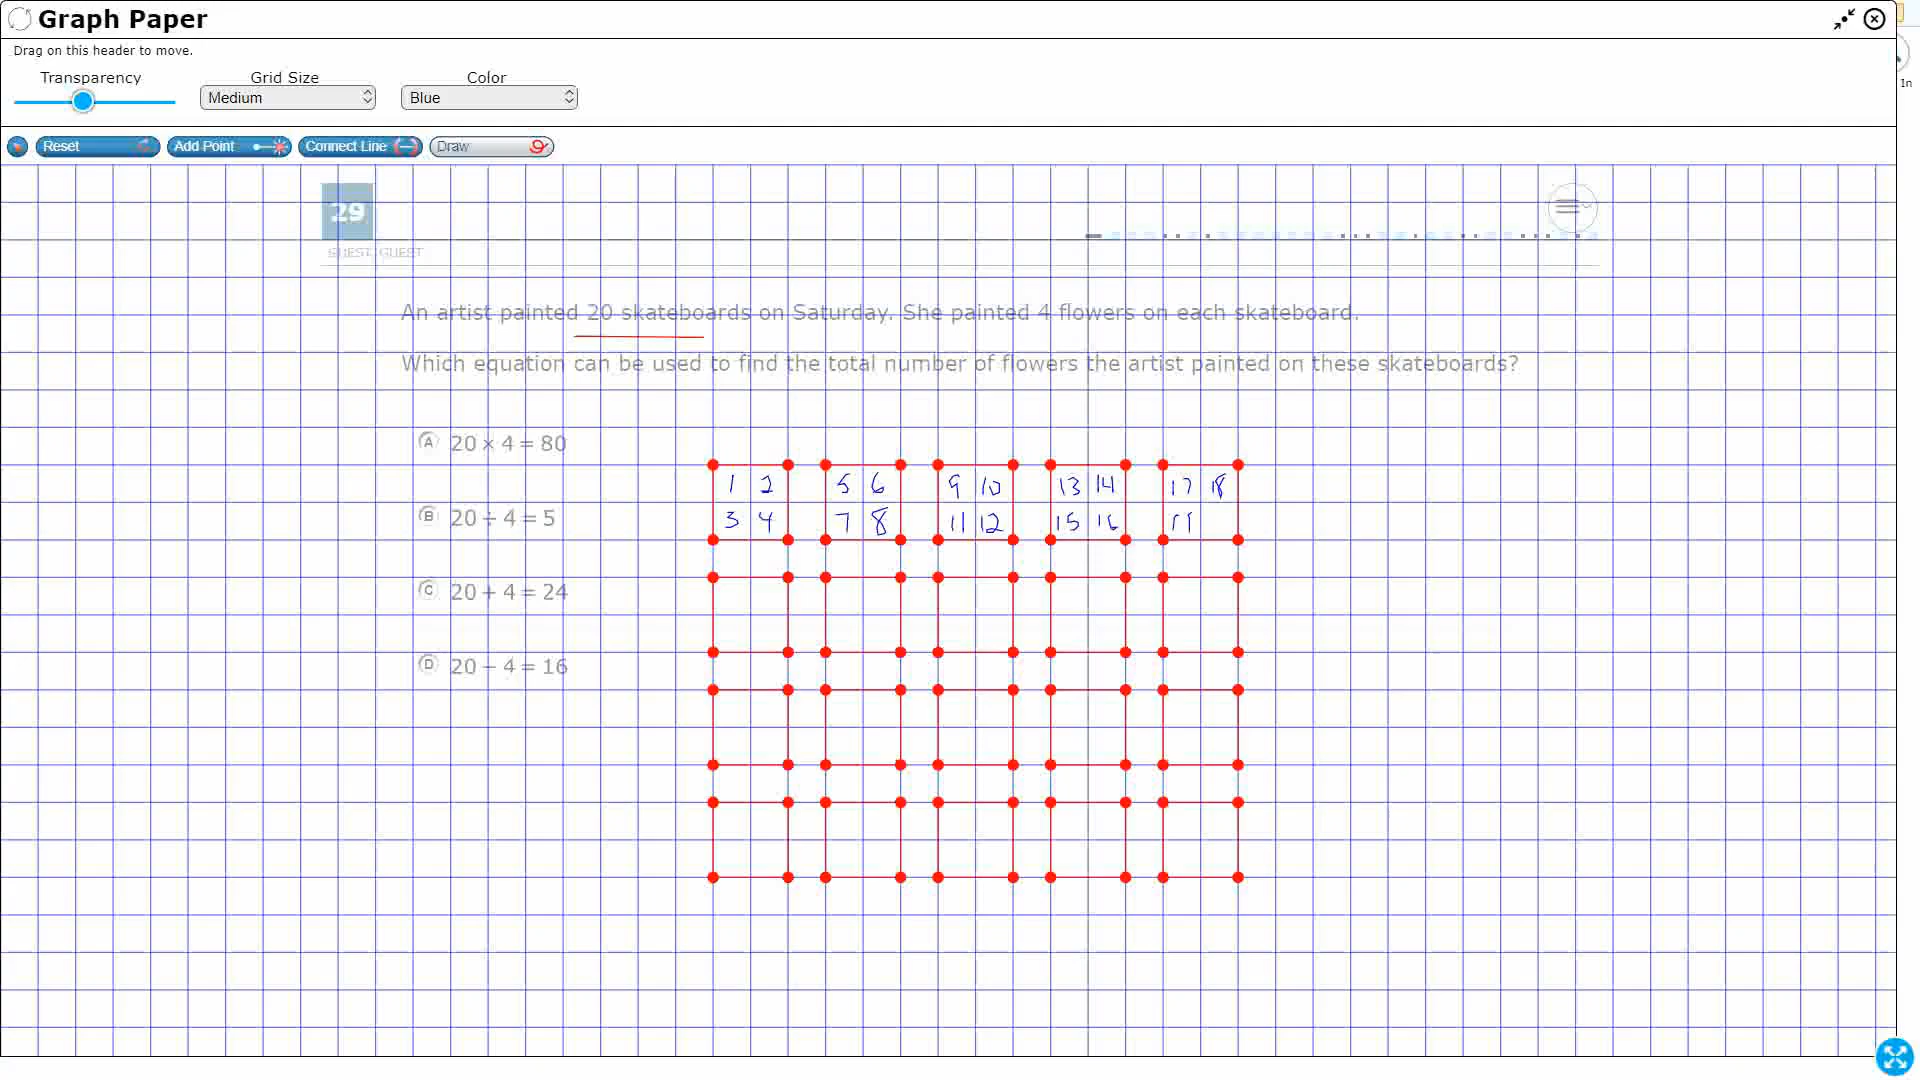 Graph Paper
Drag on this header to move.
Transparency Grid Size Color
Medium Blue
Reset Add Point Connect Line Draw
29
GUEST, GUEST
An artist painted 20 skateboards on Saturday. She painted 4 flowers on each skateboard.
Which equation can be used to find the total number of flowers the artist painted on these skateboards?
A 20 × 4 = 80
B 20 ÷ 4 = 5
C 20 + 4 = 24
D 20 − 4 = 16
1 2 5 6 9 10 13 14 17 18
3 4 7 8 11 12 15 16